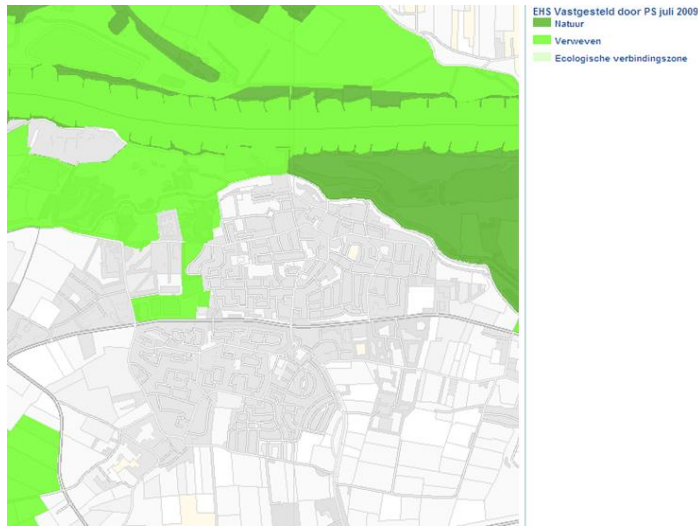 EHS Vastgesteld door PS juli 2009
Natuur
Verweven
Ecologische verbindingszone